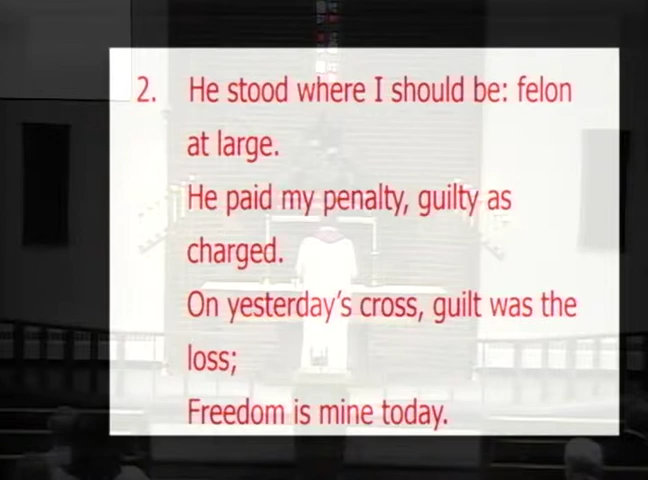 2. He stood where I should be: felon
at large.
He paid my penalty, guilty as
charged.
On yesterday's cross, guilt was the
loss;
Freedom is mine today.